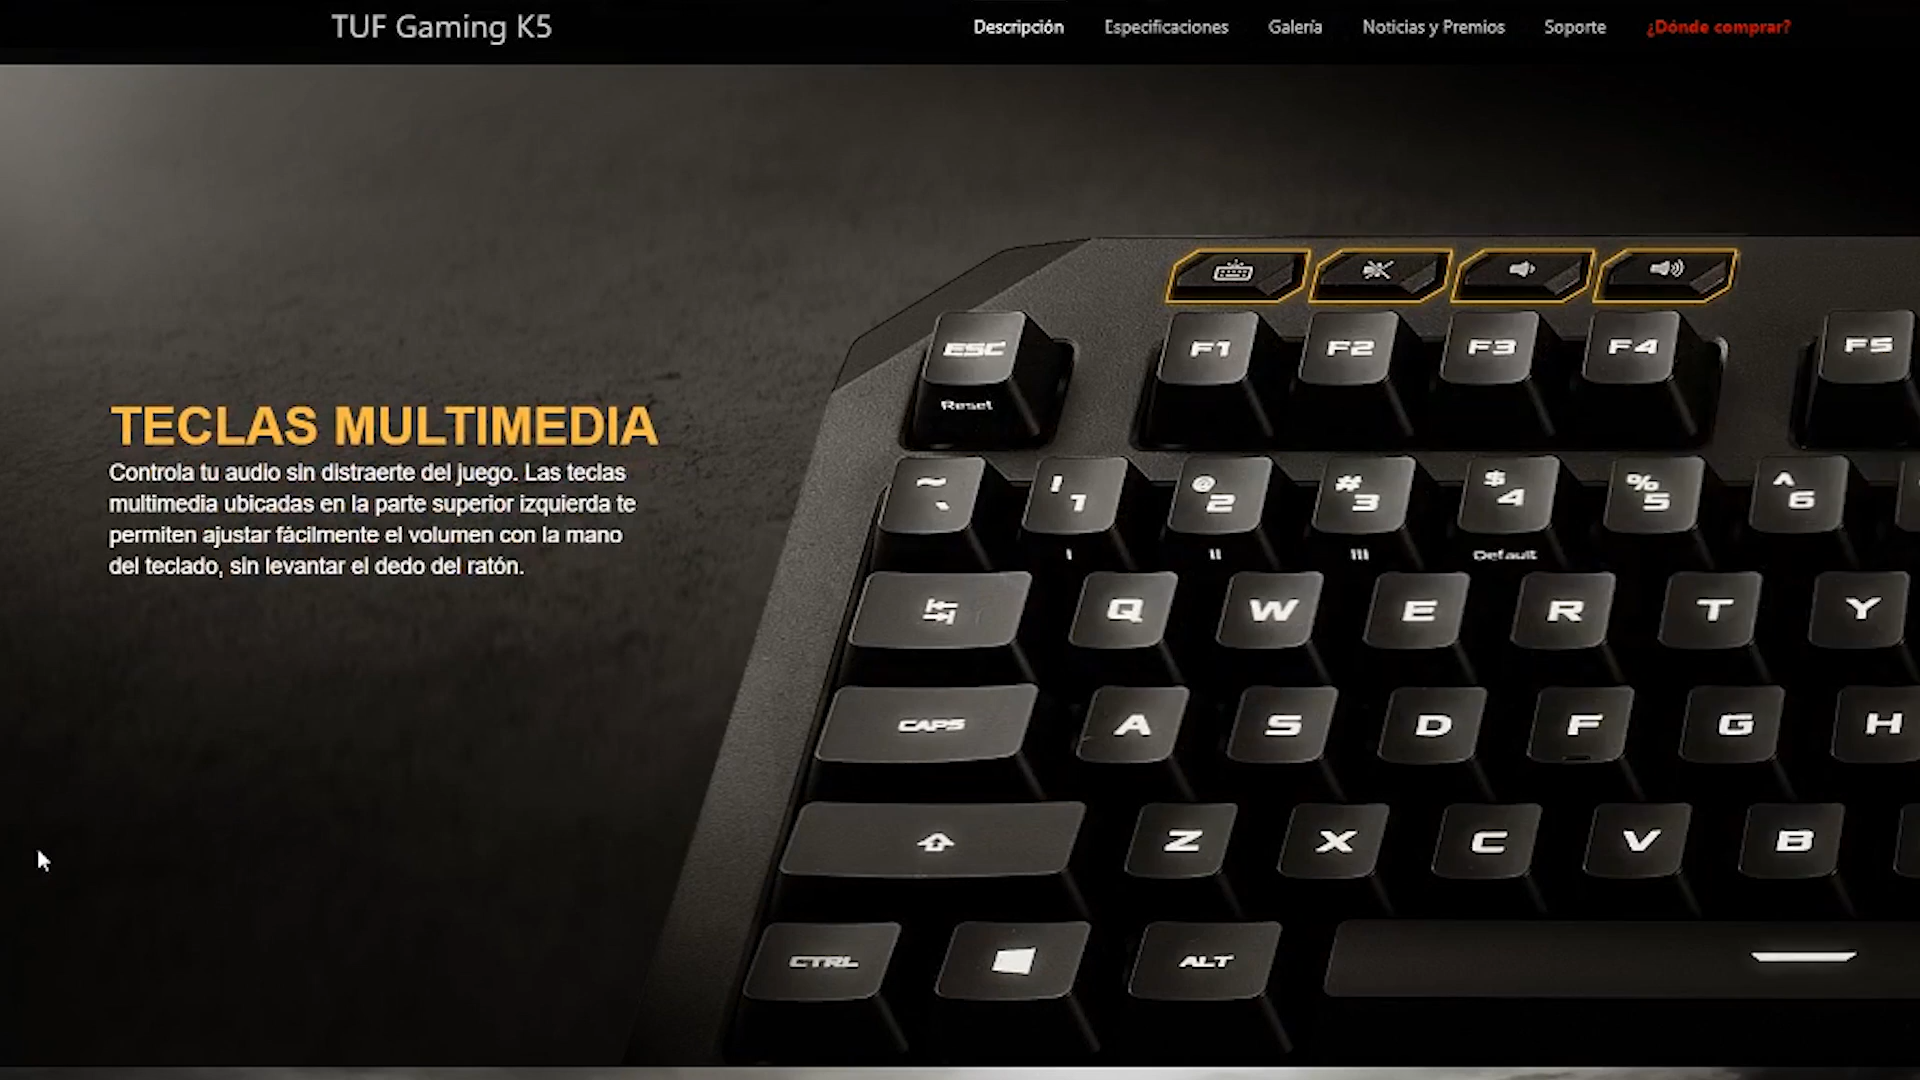 TUF Gaming K5
Descripción Especificaciones Galería Noticias y Premios Soporte ¿Dónde comprar?
TECLAS MULTIMEDIA
Controla tu audio sin distraerte del juego. Las teclas
multimedia ubicadas en la parte superior izquierda te
permiten ajustar fácilmente el volumen con la mano
del teclado, sin levantar el dedo del ratón.
ESC F1 F2 F3 F4 F5
Reset
~ ` ! 1 @ 2 # 3 $ 4 % 5 ^ 6
I II III Default
Q W E R T Y
CAPS A S D F G H
Z X C V B
CTRL ALT